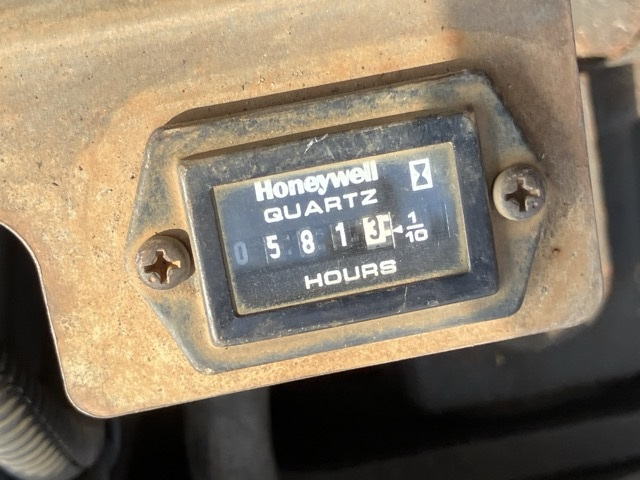 Honeywell
QUARTZ
0 5 8 1 3 1/10
HOURS